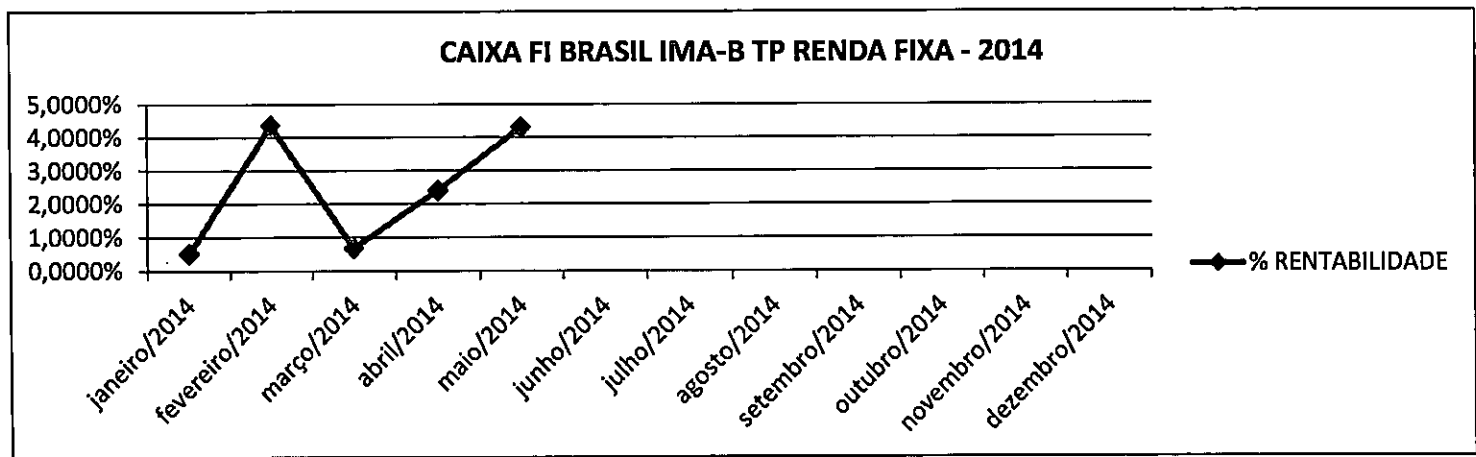 CAIXA FI BRASIL IMA-B TP RENDA FIXA - 2014
5,0000%
4,0000%
3,0000%
2,0000%
1,0000%
0,0000%
% RENTABILIDADE
janeiro/2014
fevereiro/2014
março/2014
abril/2014
maio/2014
junho/2014
julho/2014
agosto/2014
setembro/2014
outubro/2014
novembro/2014
dezembro/2014